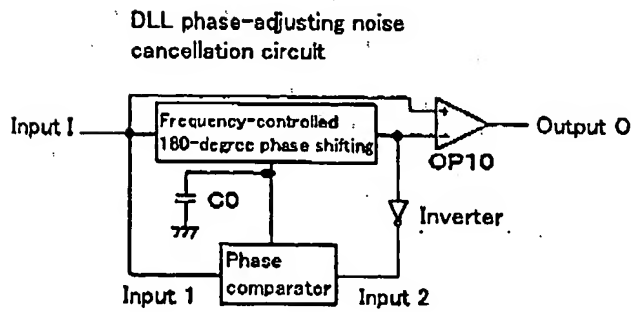 DLL phase-adjusting noise
cancellation circuit
Input I
Frequency-controlled
180-degree phase shifting
Output O
OP10
C0
Inverter
Phase
comparator
Input 1
Input 2